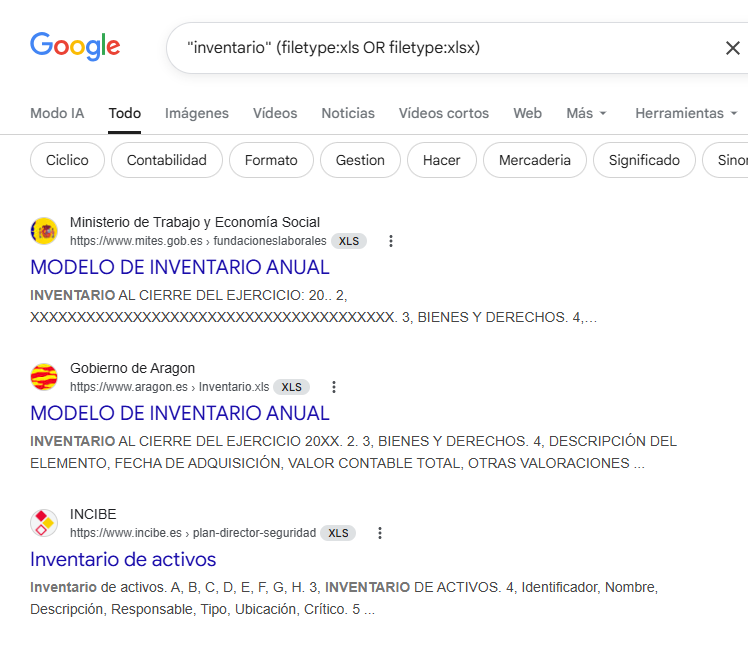 Google
"inventario" (filetype:xls OR filetype:xlsx)
Modo IA Todo Imágenes Vídeos Noticias Vídeos cortos Web Más Herramientas
Ciclico Contabilidad Formato Gestion Hacer Mercaderia Significado
Ministerio de Trabajo y Economía Social
https://www.mites.gob.es › fundacioneslaborales XLS
MODELO DE INVENTARIO ANUAL
INVENTARIO AL CIERRE DEL EJERCICIO: 20.. 2,
XXXXXXXXXXXXXXXXXXXXXXXXXXXXXXXXXXXXXXX. 3, BIENES Y DERECHOS. 4,...
Gobierno de Aragon
https://www.aragon.es › Inventario.xls XLS
MODELO DE INVENTARIO ANUAL
INVENTARIO AL CIERRE DEL EJERCICIO 20XX. 2. 3, BIENES Y DERECHOS. 4, DESCRIPCIÓN DEL
ELEMENTO, FECHA DE ADQUISICIÓN, VALOR CONTABLE TOTAL, OTRAS VALORACIONES ...
INCIBE
https://www.incibe.es › plan-director-seguridad XLS
Inventario de activos
Inventario de activos. A, B, C, D, E, F, G, H. 3, INVENTARIO DE ACTIVOS. 4, Identificador, Nombre,
Descripción, Responsable, Tipo, Ubicación, Crítico. 5 ...